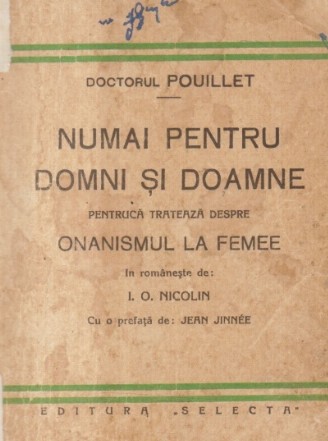 DOCTORUL POUILLET
NUMAI PENTRU
DOMNI ȘI DOAMNE
PENTRUCĂ TRATEAZĂ DESPRE
ONANISMUL LA FEMEE
In românește de:
I. O. NICOLIN
Cu o prefață de: JEAN JINNÉE
EDITURA „SELECTA"